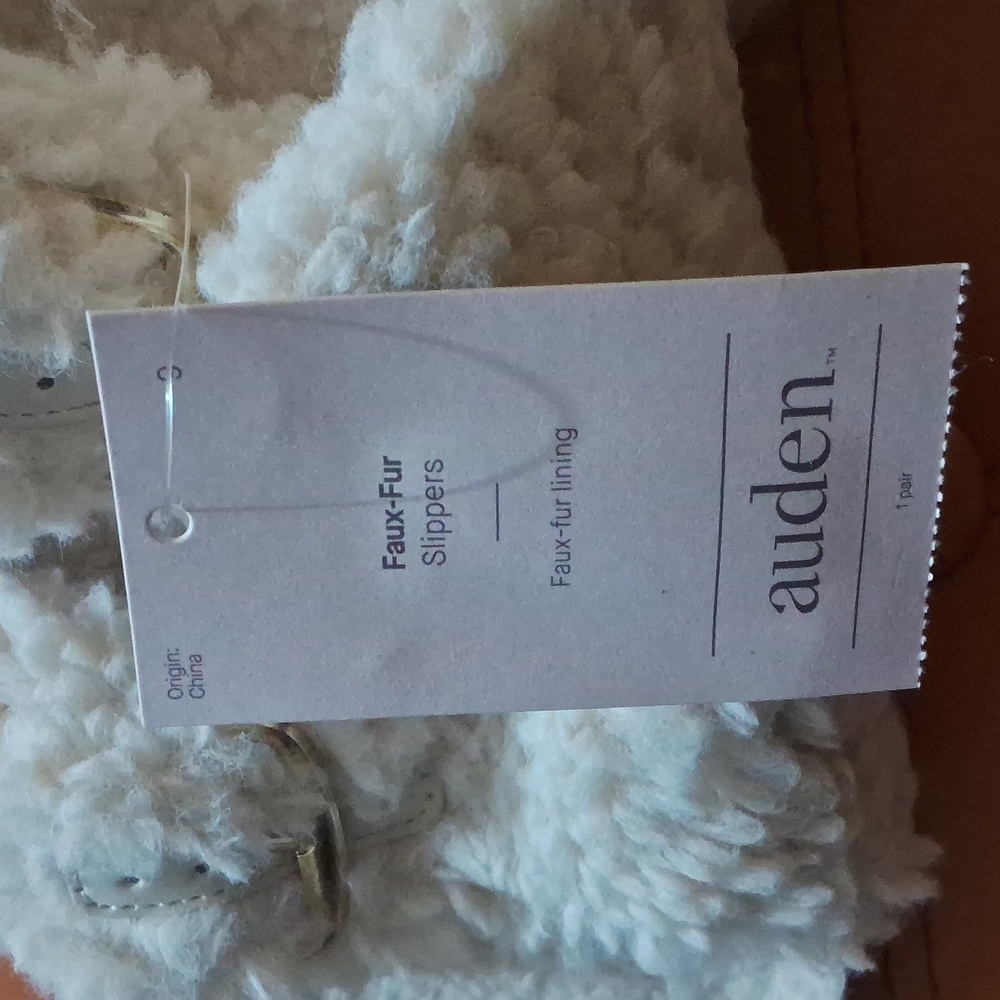 Origin:
China
Faux-Fur
Slippers
Faux-fur lining
auden™
1 pair